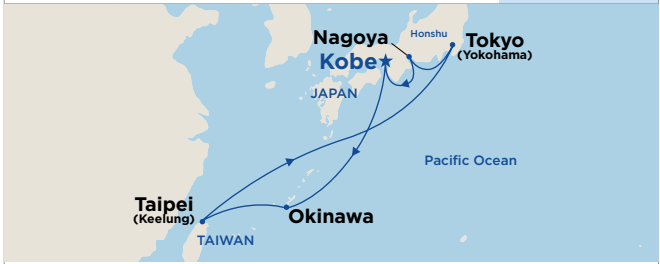 Honshu
Nagoya
Tokyo
(Yokohama)
Kobe
JAPAN
Pacific Ocean
Taipei
(Keelung)
Okinawa
TAIWAN